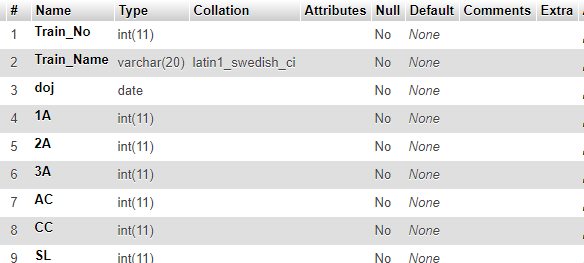 # Name Type Collation Attributes Null Default Comments Extra
1 Train_No int(11) No None
2 Train_Name varchar(20) latin1_swedish_ci No None
3 doj date No None
4 1A int(11) No None
5 2A int(11) No None
6 3A int(11) No None
7 AC int(11) No None
8 CC int(11) No None
9 SL int(11) No None